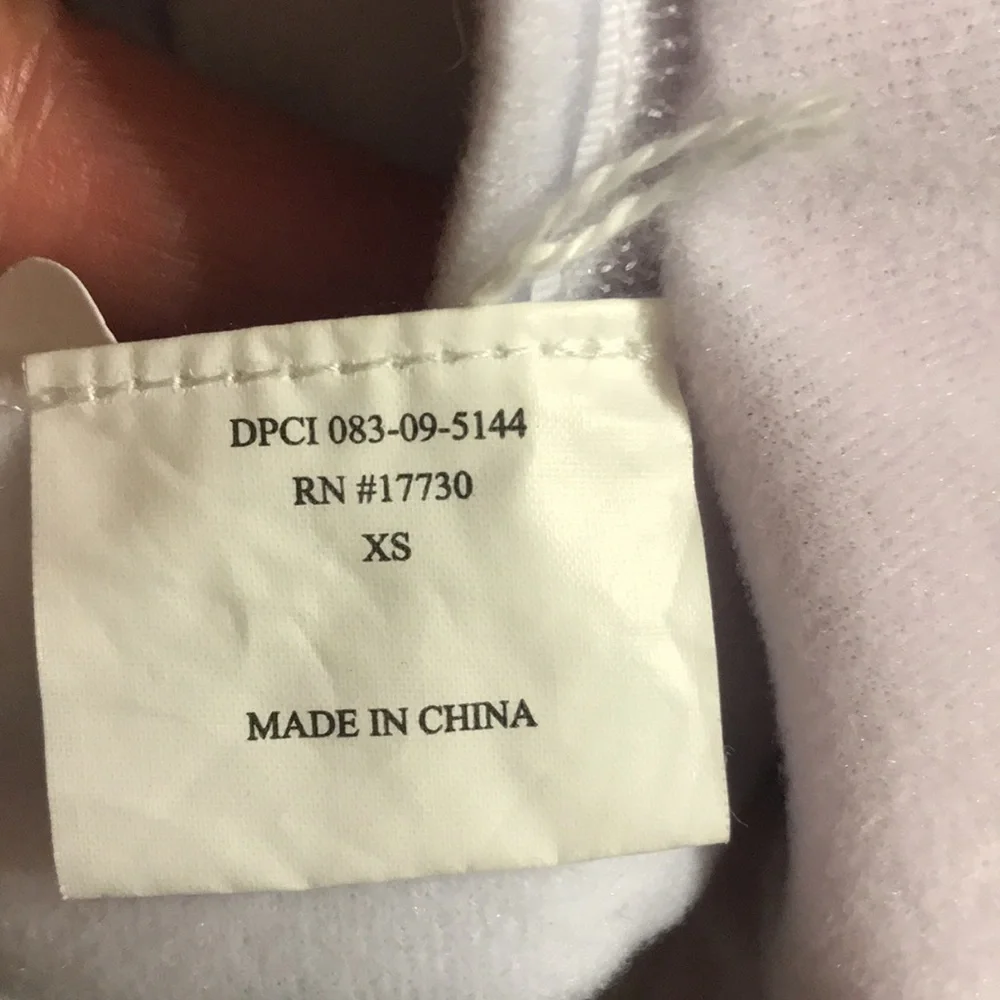 DPCI 083-09-5144
RN #17730
XS
MADE IN CHINA